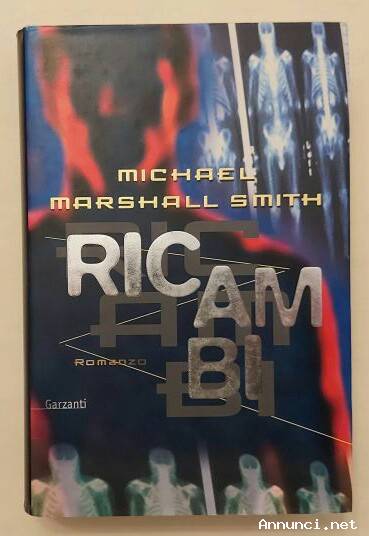 MICHAEL
MARSHALL SMITH
RIC
AM
BI
Romanzo
Garzanti
Annunci.net